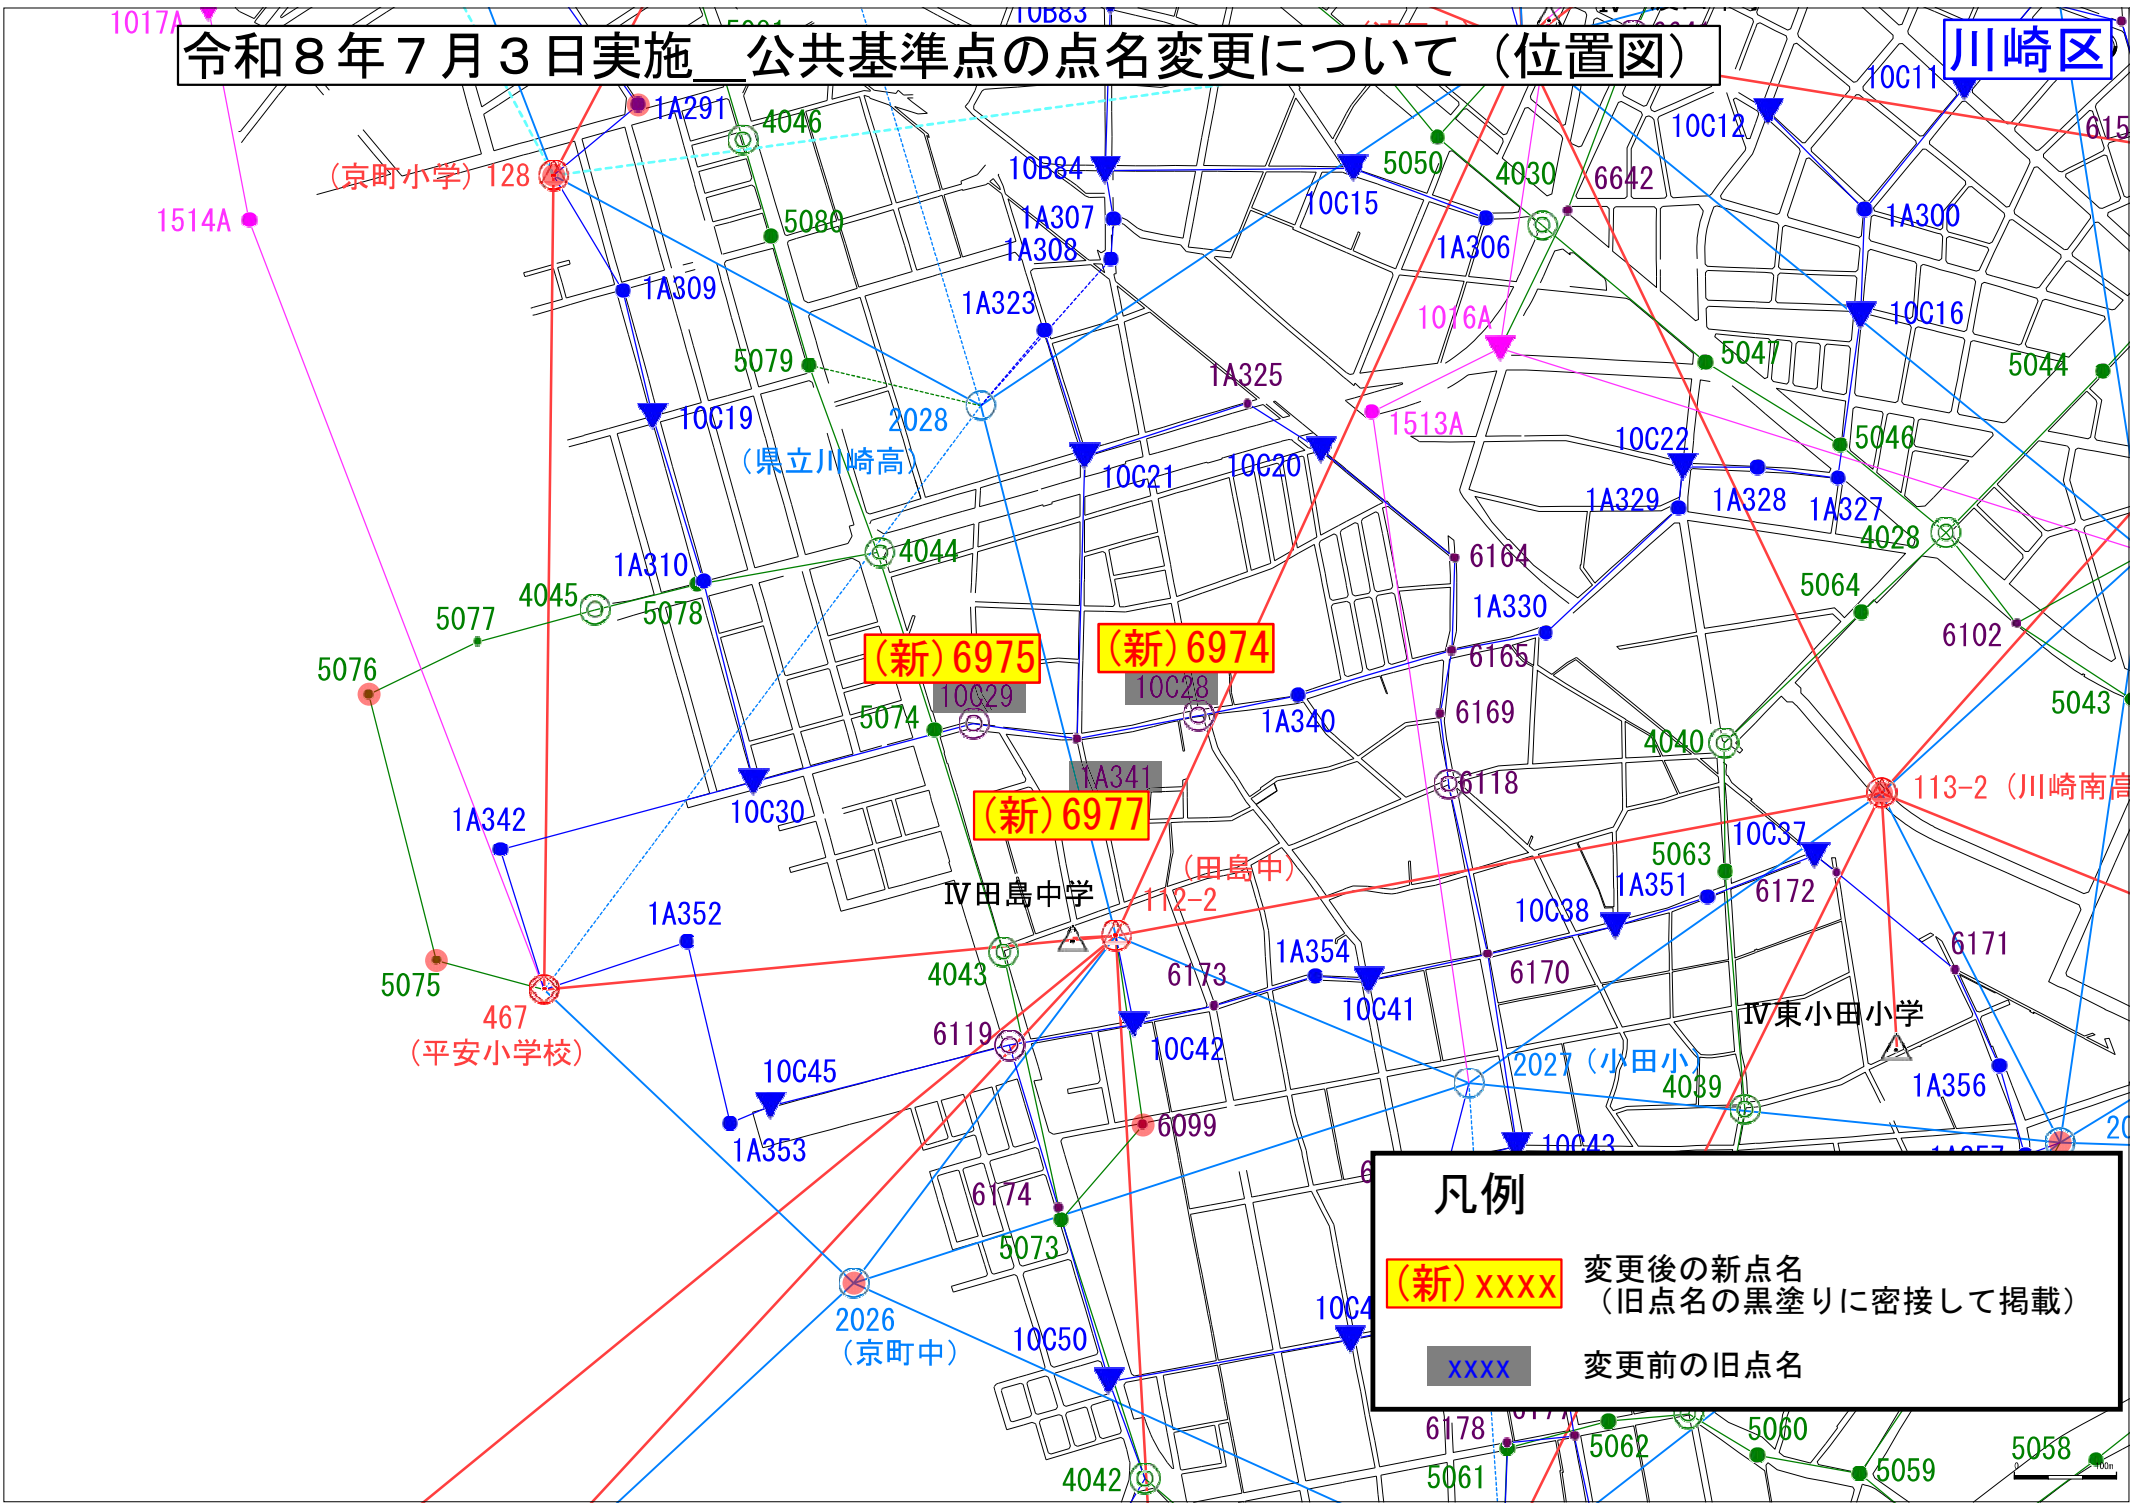 令和８年７月３日実施__公共基準点の点名変更について（位置図）
川崎区
1017A
10B83
10C11
1A291
4046
10C12
(京町小学) 128
10B84
5050
4030
6642
1514A
5080
1A307
10C15
1A306
1A300
1A308
1A309
1A323
1016A
10C16
5079
5047
5044
1A325
10C19
2028
1513A
(県立川崎高)
10C22
5046
10C21
10C20
1A329
1A328
1A327
4028
4044
1A310
6164
4045
5078
5077
5064
1A330
6102
(新)6975
(新)6974
5076
10C29
10C28
6165
5043
5074
1A340
6169
4040
1A341
6118
113-2
(川崎南高
10C30
(新)6977
1A342
10C37
5063
(田島中)
112-2
Ⅳ田島中学
1A351
6172
1A352
10C38
6171
1A354
6170
4043
5075
6173
10C41
467
(平安小学校)
Ⅳ東小田小学
6119
10C42
2027 (小田小)
10C45
4039
1A356
6099
1A353
10C43
6174
5073
2026
(京町中)
10C50
凡例
(新)xxxx
変更後の新点名
（旧点名の黒塗りに密接して掲載）
xxxx
変更前の旧点名
6178
5062
5060
5058
5061
5059
4042